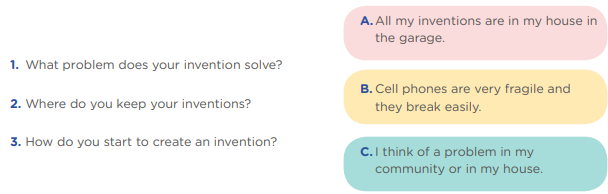 1. What problem does your invention solve?
2. Where do you keep your inventions?
3. How do you start to create an invention?
A. All my inventions are in my house in
the garage.
B. Cell phones are very fragile and
they break easily.
C. I think of a problem in my
community or in my house.